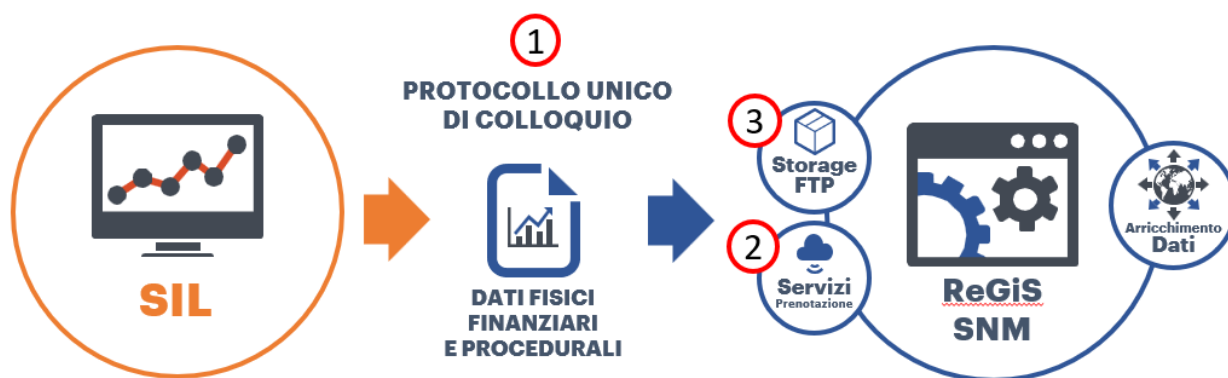 SIL
1
PROTOCOLLO UNICO
DI COLLOQUIO
DATI FISICI
FINANZIARI
E PROCEDURALI
3
Storage
FTP
2
Servizi
Prenotazione
ReGiS
SNM
Arricchimento
Dati